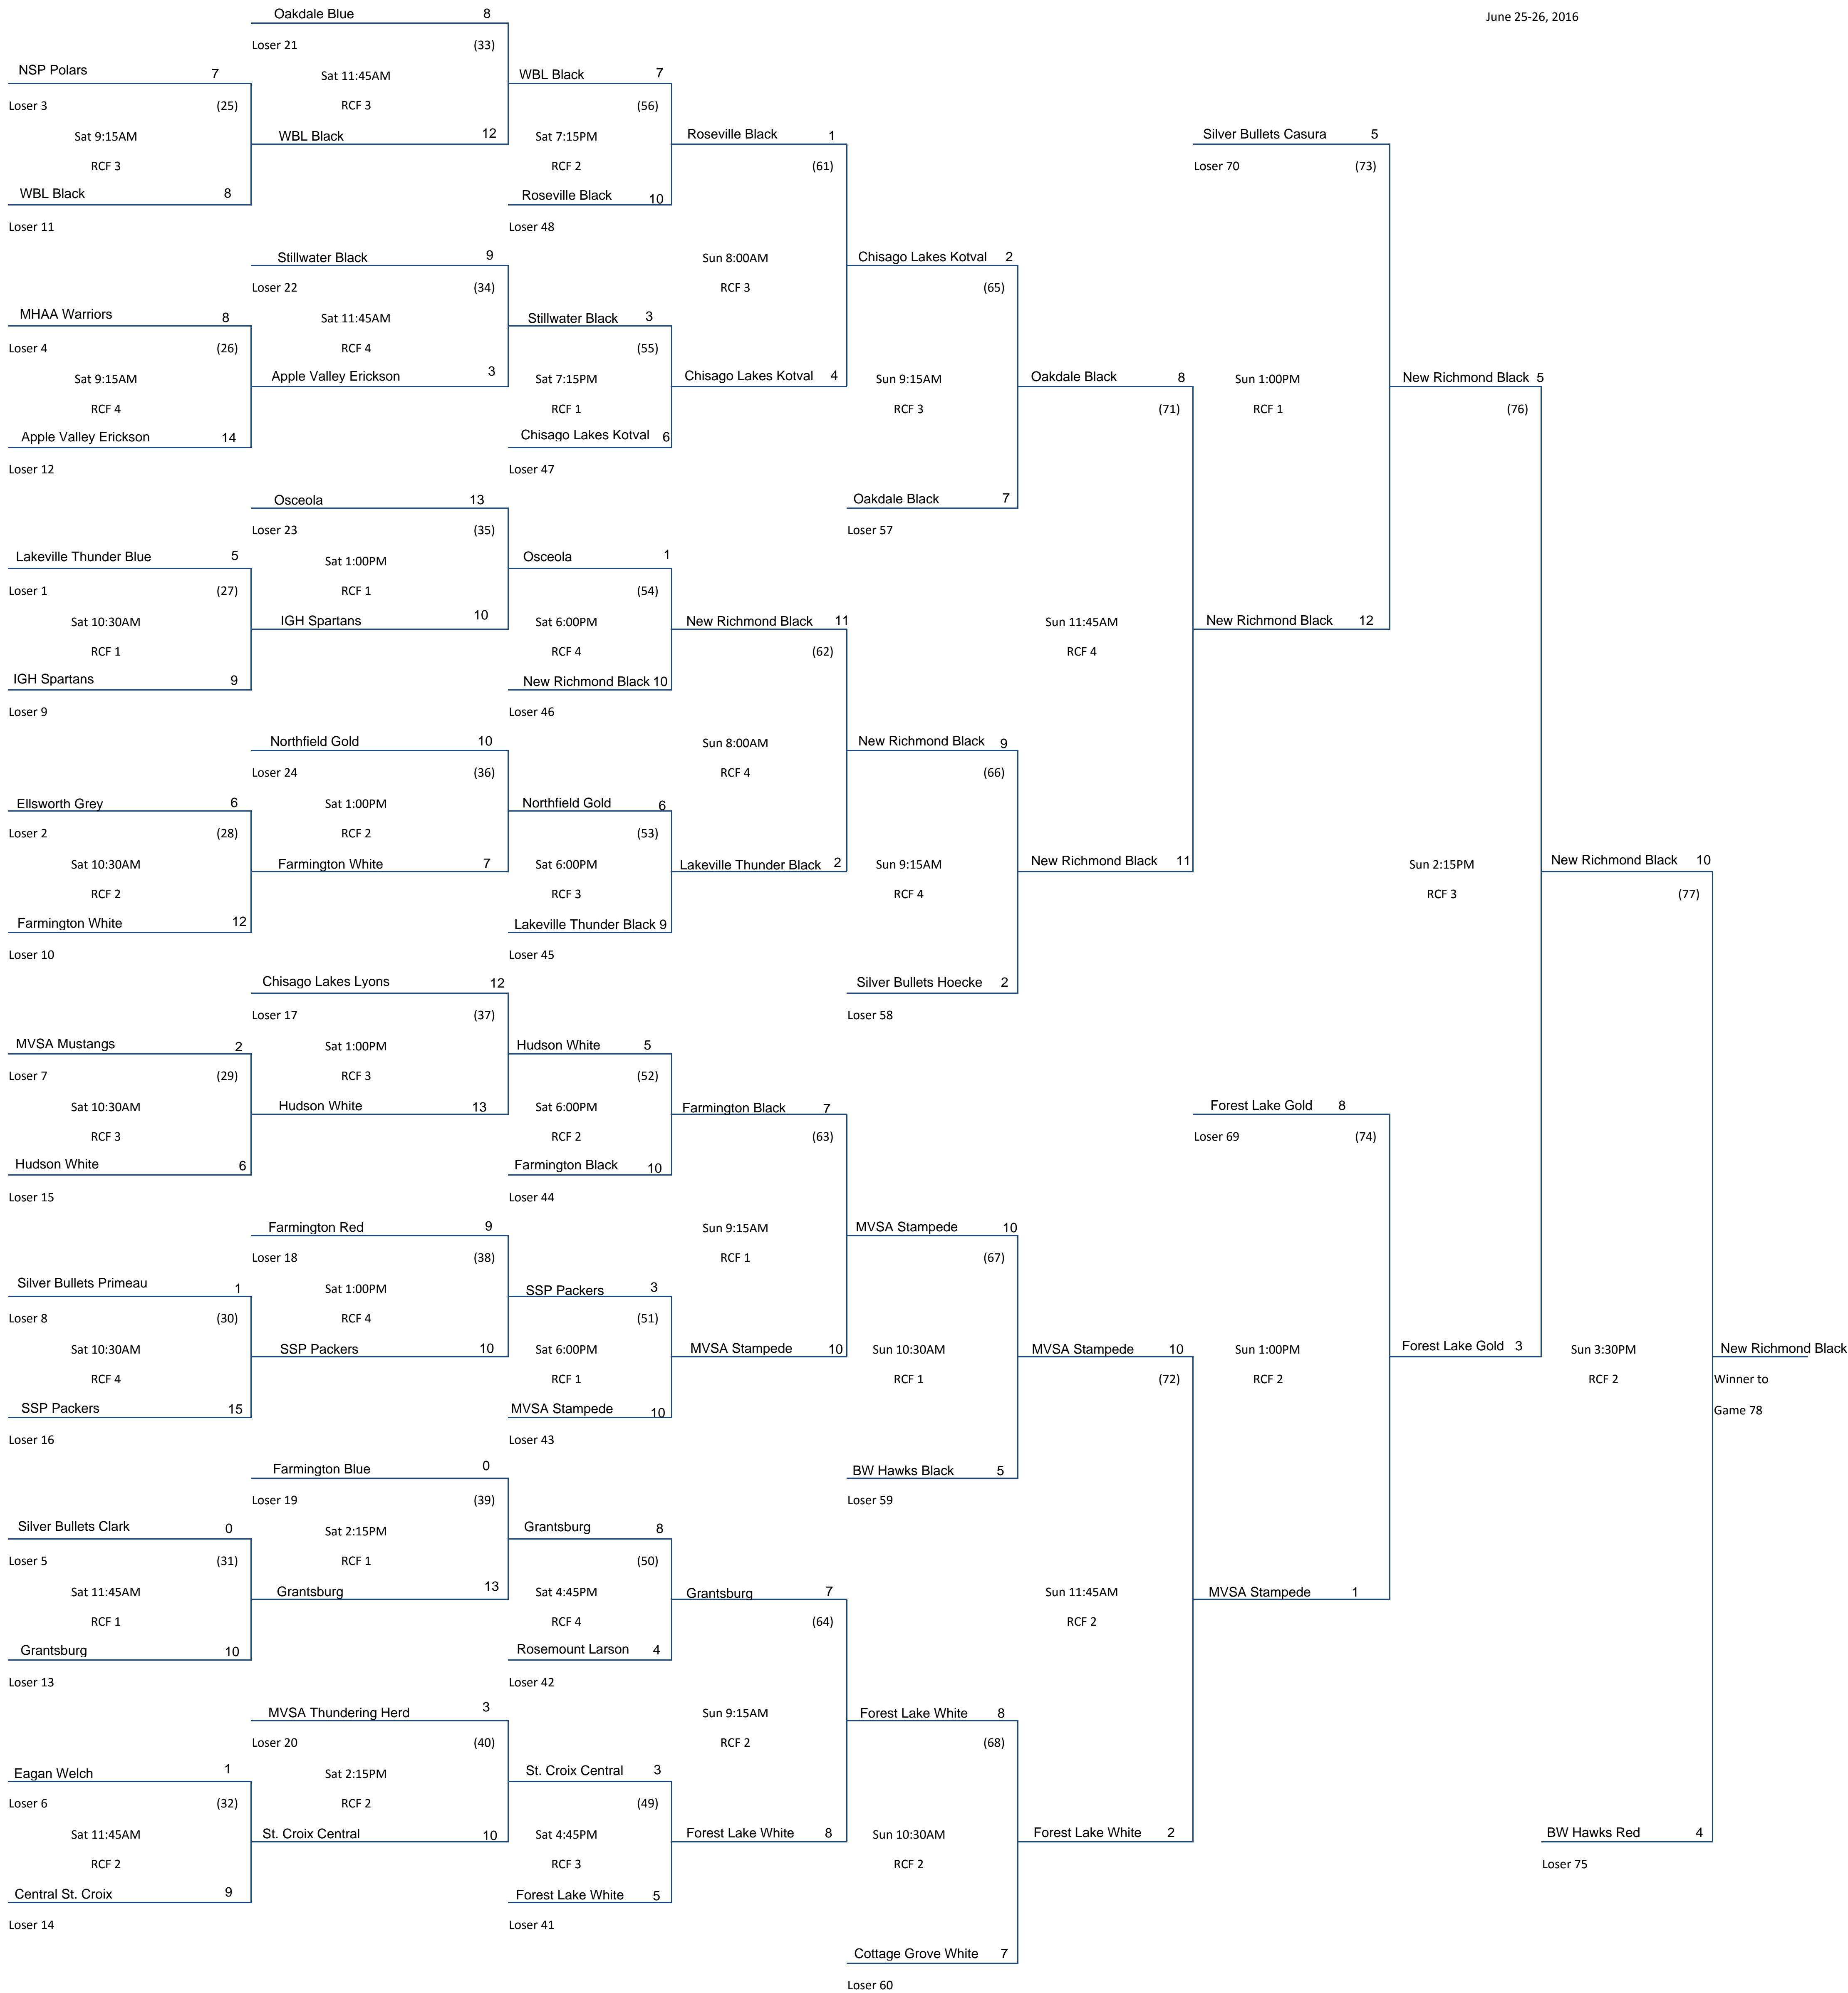 June 25-26, 2016
Oakdale Blue 8
Loser 21 (33)
NSP Polars 7
Sat 11:45AM
WBL Black 7
Loser 3 (25)
RCF 3
(56)
Sat 9:15AM
WBL Black 12
Sat 7:15PM
Roseville Black 1
Silver Bullets Casura 5
RCF 3
RCF 2
(61)
Loser 70 (73)
WBL Black 8
Roseville Black 10
Loser 11
Loser 48
Stillwater Black 9
Sun 8:00AM
Chisago Lakes Kotval 2
Loser 22 (34)
RCF 3
(65)
MHAA Warriors 8
Sat 11:45AM
Stillwater Black 3
Loser 4 (26)
RCF 4
(55)
Sat 9:15AM
Apple Valley Erickson 3
Sat 7:15PM
Chisago Lakes Kotval 4
Sun 9:15AM
Oakdale Black 8
Sun 1:00PM
New Richmond Black 5
RCF 4
RCF 1
RCF 3
(71)
RCF 1
(76)
Apple Valley Erickson 14
Chisago Lakes Kotval 6
Loser 12
Loser 47
Osceola 13
Oakdale Black 7
Loser 23 (35)
Loser 57
Lakeville Thunder Blue 5
Sat 1:00PM
Osceola 1
Loser 1 (27)
RCF 1
(54)
Sat 10:30AM
IGH Spartans 10
Sat 6:00PM
New Richmond Black 11
Sun 11:45AM
New Richmond Black 12
RCF 1
RCF 4
(62)
RCF 4
IGH Spartans 9
New Richmond Black 10
Loser 9
Loser 46
Northfield Gold 10
Sun 8:00AM
New Richmond Black 9
Loser 24 (36)
RCF 4
(66)
Ellsworth Grey 6
Sat 1:00PM
Northfield Gold 6
Loser 2 (28)
RCF 2
(53)
Sat 10:30AM
Farmington White 7
Sat 6:00PM
Lakeville Thunder Black 2
Sun 9:15AM
New Richmond Black 11
Sun 2:15PM
New Richmond Black 10
RCF 2
RCF 3
RCF 4
RCF 3
(77)
Farmington White 12
Lakeville Thunder Black 9
Loser 10
Loser 45
Chisago Lakes Lyons 12
Silver Bullets Hoecke 2
Loser 17 (37)
Loser 58
MVSA Mustangs 2
Sat 1:00PM
Hudson White 5
Loser 7 (29)
RCF 3
(52)
Sat 10:30AM
Hudson White 13
Sat 6:00PM
Farmington Black 7
Forest Lake Gold 8
RCF 3
RCF 2
(63)
Loser 69 (74)
Hudson White 6
Farmington Black 10
Loser 15
Loser 44
Farmington Red 9
Sun 9:15AM
MVSA Stampede 10
Loser 18 (38)
RCF 1
(67)
Silver Bullets Primeau 1
Sat 1:00PM
SSP Packers 3
Loser 8 (30)
RCF 4
(51)
Sat 10:30AM
SSP Packers 10
Sat 6:00PM
MVSA Stampede 10
Sun 10:30AM
MVSA Stampede 10
Sun 1:00PM
Forest Lake Gold 3
Sun 3:30PM
New Richmond Black
RCF 4
RCF 1
RCF 1
(72)
RCF 2
RCF 2
Winner to
SSP Packers 15
MVSA Stampede 10
Game 78
Loser 16
Loser 43
Farmington Blue 0
BW Hawks Black 5
Loser 19 (39)
Loser 59
Silver Bullets Clark 0
Sat 2:15PM
Grantsburg 8
Loser 5 (31)
RCF 1
(50)
Sat 11:45AM
Grantsburg 13
Sat 4:45PM
Grantsburg 7
Sun 11:45AM
MVSA Stampede 1
RCF 1
RCF 4
(64)
RCF 2
Grantsburg 10
Rosemount Larson 4
Loser 13
Loser 42
MVSA Thundering Herd 3
Sun 9:15AM
Forest Lake White 8
Loser 20 (40)
RCF 2
(68)
Eagan Welch 1
Sat 2:15PM
St. Croix Central 3
Loser 6 (32)
RCF 2
(49)
Sat 11:45AM
St. Croix Central 10
Sat 4:45PM
Forest Lake White 8
Sun 10:30AM
Forest Lake White 2
BW Hawks Red 4
RCF 2
RCF 3
RCF 2
Loser 75
Central St. Croix 9
Forest Lake White 5
Loser 14
Loser 41
Cottage Grove White 7
Loser 60